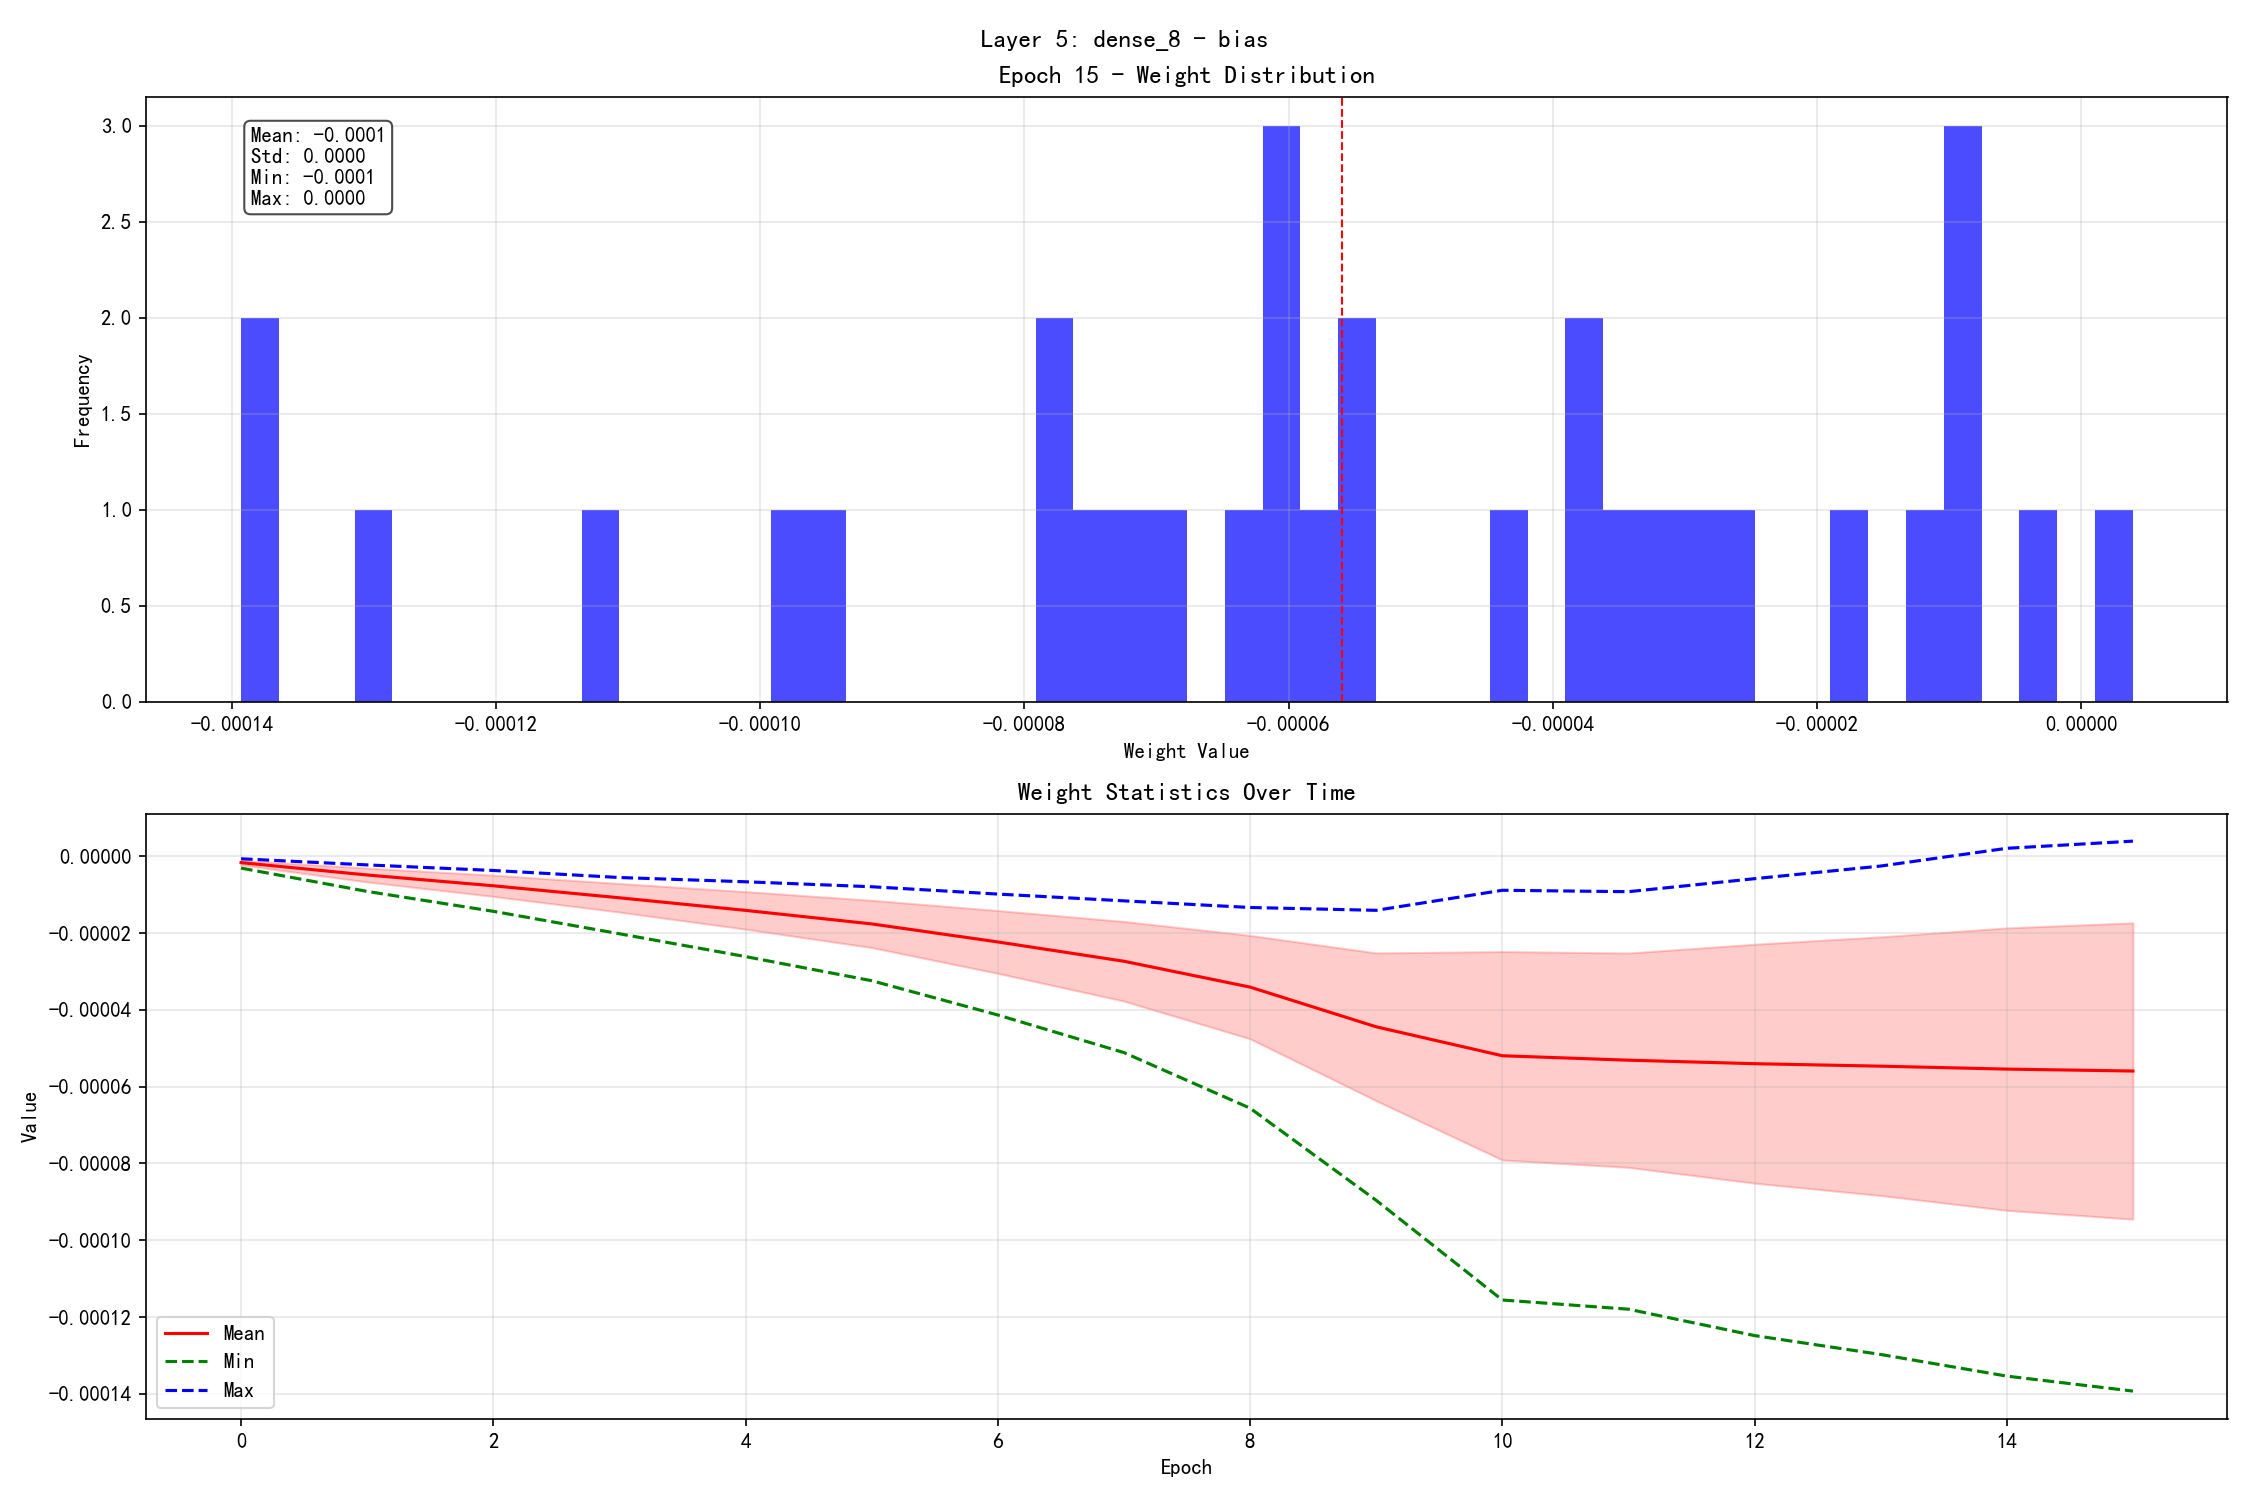 Layer 5: dense_8 - bias
Epoch 15 - Weight Distribution
Mean: -0.0001
Std: 0.0000
Min: -0.0001
Max: 0.0000
Frequency
3.0
2.5
2.0
1.5
1.0
0.5
0.0
-0.00014 -0.00012 -0.00010 -0.00008 -0.00006 -0.00004 -0.00002 0.00000
Weight Value
Weight Statistics Over Time
Value
0.00000
-0.00002
-0.00004
-0.00006
-0.00008
-0.00010
-0.00012
-0.00014
Mean
Min
Max
0 2 4 6 8 10 12 14
Epoch